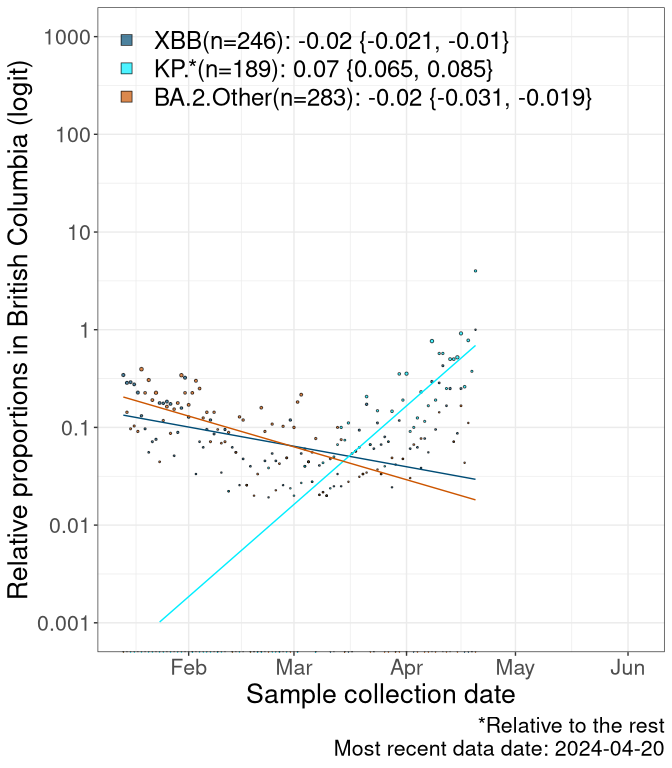 XBB(n=246): -0.02 {-0.021, -0.01}
KP.*(n=189): 0.07 {0.065, 0.085}
BA.2.Other(n=283): -0.02 {-0.031, -0.019}
Relative proportions in British Columbia (logit)
1000
100
10
1
0.1
0.01
0.001
Feb Mar Apr May Jun
Sample collection date
*Relative to the rest
Most recent data date: 2024-04-20